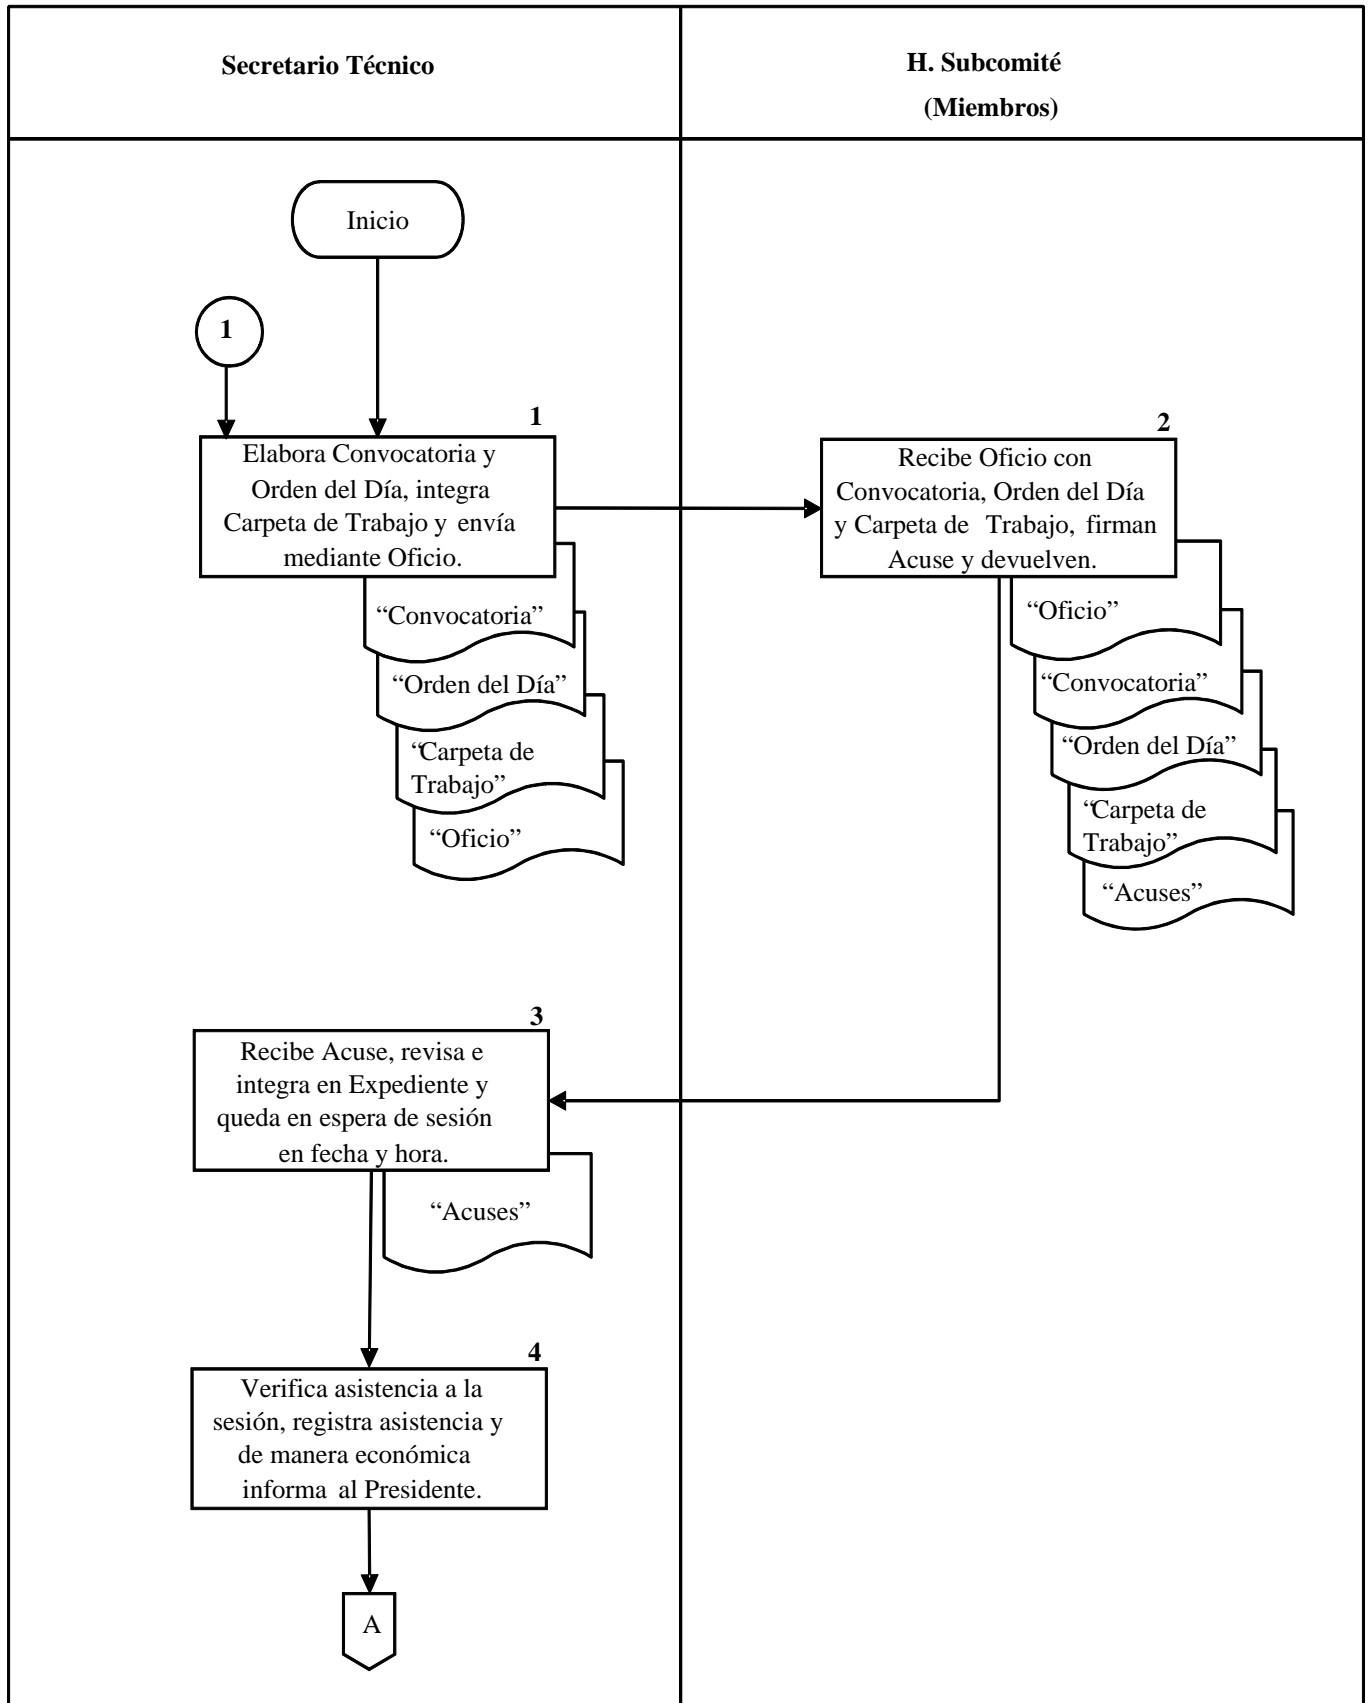 Secretario Técnico
H. Subcomité
(Miembros)
Inicio
1
1
Elabora Convocatoria y
Orden del Día, integra
Carpeta de Trabajo y envía
mediante Oficio.
“Convocatoria”
“Orden del Día”
“Carpeta de
Trabajo”
“Oficio”
2
Recibe Oficio con
Convocatoria, Orden del Día
y Carpeta de Trabajo, firman
Acuse y devuelven.
“Oficio”
“Convocatoria”
“Orden del Día”
“Carpeta de
Trabajo”
“Acuses”
3
Recibe Acuse, revisa e
integra en Expediente y
queda en espera de sesión
en fecha y hora.
“Acuses”
4
Verifica asistencia a la
sesión, registra asistencia y
de manera económica
informa al Presidente.
A